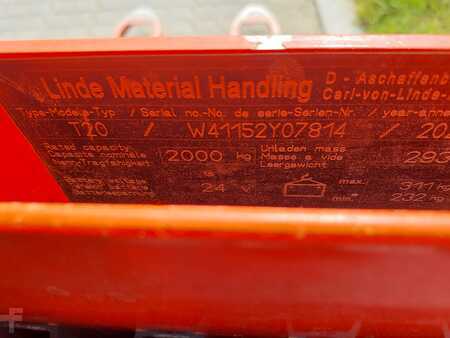 Linde Material Handling D - Aschaffenb
Carl-von-Linde-
Type-Modele-Typ / Serial no.-No. de serie-Serien-Nr. / year-anne
T20 / W41152Y07814 / 20
Rated capacity
Capacite nominale 2000 kg
Unladen mass
Masse a vide 293
Leergewicht
24 V
max. 311 kg
min. 232 kg